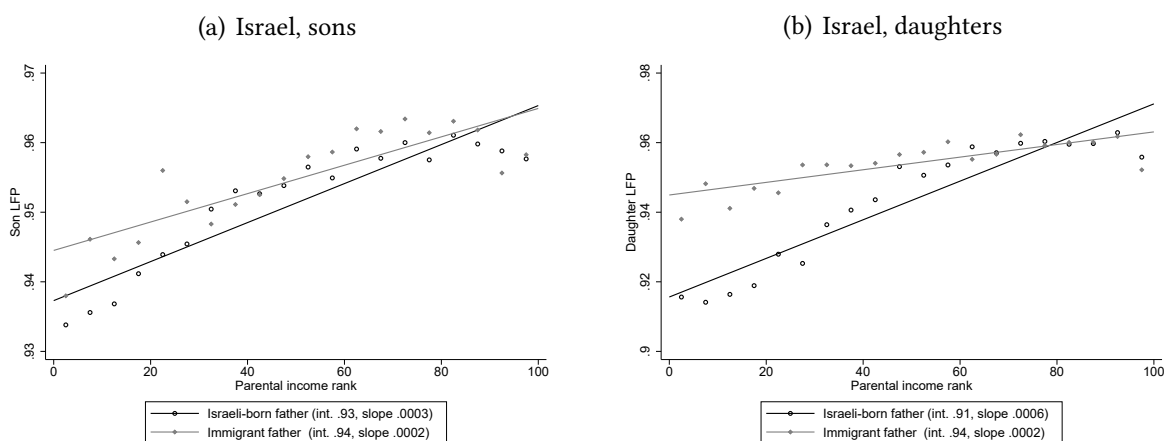 (a) Israel, sons
.97
.96
.95
.94
.93
Son LFP
0 20 40 60 80 100
Parental income rank
Israeli-born father (int. .93, slope .0003)
Immigrant father  (int. .94, slope .0002)
(b) Israel, daughters
.98
.96
.94
.92
.9
Daughter LFP
0 20 40 60 80 100
Parental income rank
Israeli-born father (int. .91, slope .0006)
Immigrant father  (int. .94, slope .0002)